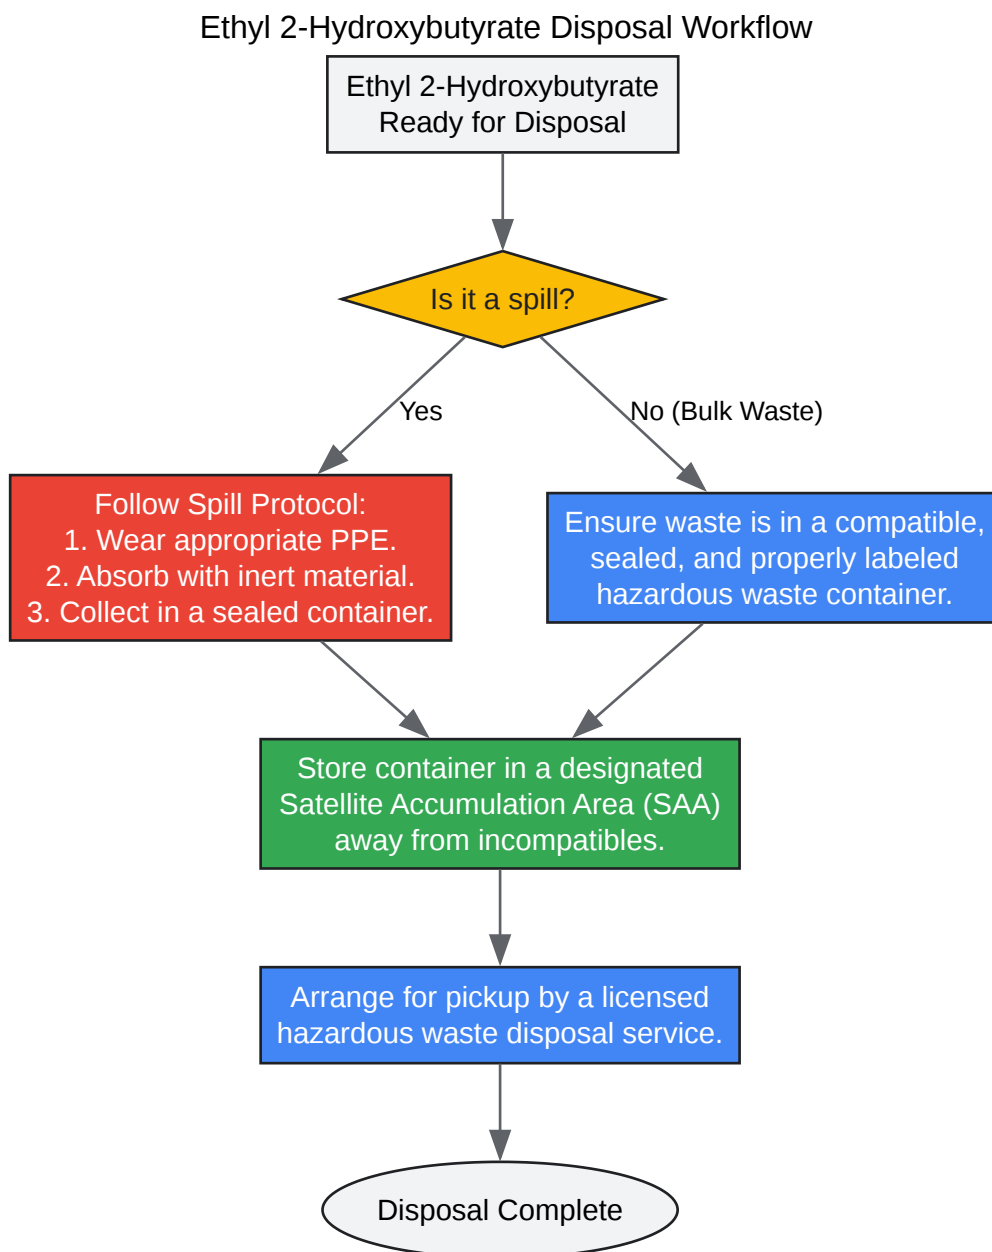 Ethyl 2-Hydroxybutyrate Disposal Workflow
Ethyl 2-Hydroxybutyrate
Ready for Disposal
Is it a spill?
Yes
No (Bulk Waste)
Follow Spill Protocol:
1. Wear appropriate PPE.
2. Absorb with inert material.
3. Collect in a sealed container.
Ensure waste is in a compatible,
sealed, and properly labeled
hazardous waste container.
Store container in a designated
Satellite Accumulation Area (SAA)
away from incompatibles.
Arrange for pickup by a licensed
hazardous waste disposal service.
Disposal Complete